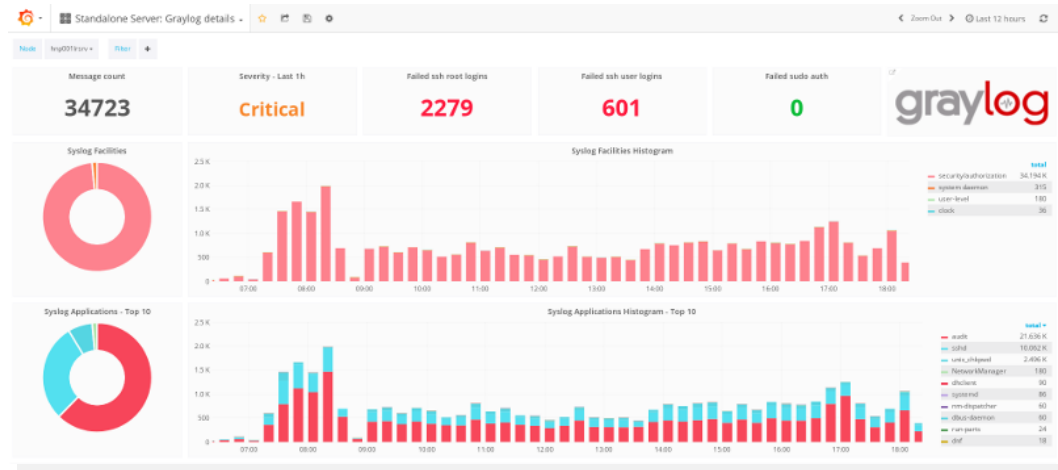 Standalone Server: Graylog details
Zoom Out
Last 12 hours
Node
Filter
+
Message count
34723
Severity - Last 1h
Critical
Failed ssh root logins
2279
Failed ssh user logins
601
Failed sudo auth
0
graylog
Syslog Facilities
Syslog Facilities Histogram
2.5 K
2.0 K
1.5 K
1.0 K
500
0
07:00 08:00 09:00 10:00 11:00 12:00 13:00 14:00 15:00 16:00 17:00 18:00
total
security/authorization 34.194 K
system daemon 315
user-level 180
clock 36
Syslog Applications - Top 10
Syslog Applications Histogram - Top 10
2.5 K
2.0 K
1.5 K
1.0 K
500
0
07:00 08:00 09:00 10:00 11:00 12:00 13:00 14:00 15:00 16:00 17:00 18:00
total
audit 21.636 K
sshd 10.062 K
unix_chkpwd 2.496 K
NetworkManager 180
dhclient 90
systemd 86
nm-dispatcher 60
dbus-daemon 60
run-parts 24
dnf 18